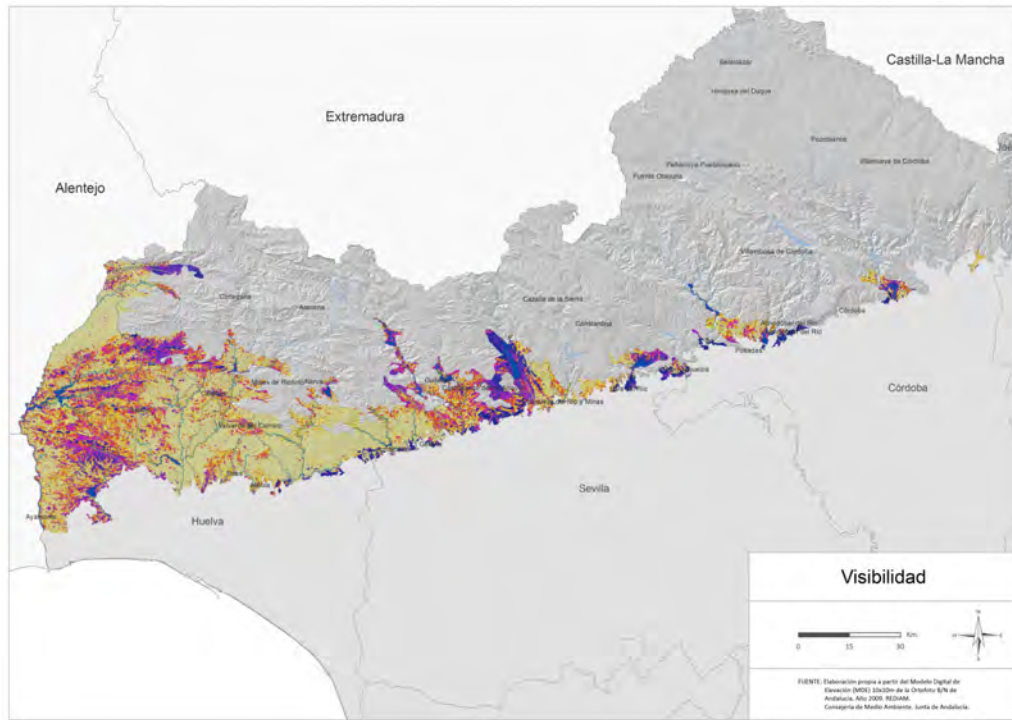 Castilla-La Mancha
Belalcázar
Hinojosa del Duque
Extremadura
Pozoblanco
Villanueva de Córdoba
Peñarroya-Pueblonuevo
Fuente Obejuna
Alentejo
Villaviciosa de Córdoba
Cortegana
Aracena
Cazalla de la Sierra
Constantina
Córdoba
Posadas
Córdoba
Sevilla
Huelva
Visibilidad
Km.
0 15 30
N
S
FUENTE: Elaboración propia a partir del Modelo Digital de
Elevación (MDE) 10x10m de la Ortofoto B/N de
Andalucía. Año 2009. REDIAM.
Consejería de Medio Ambiente. Junta de Andalucía.